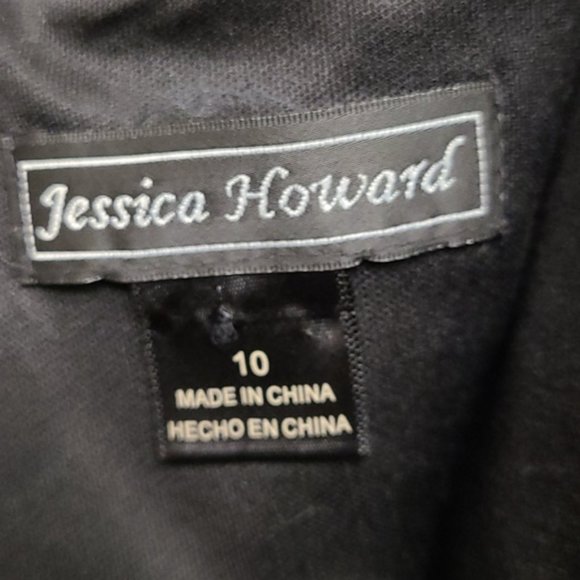 Jessica Howard
10
MADE IN CHINA
HECHO EN CHINA